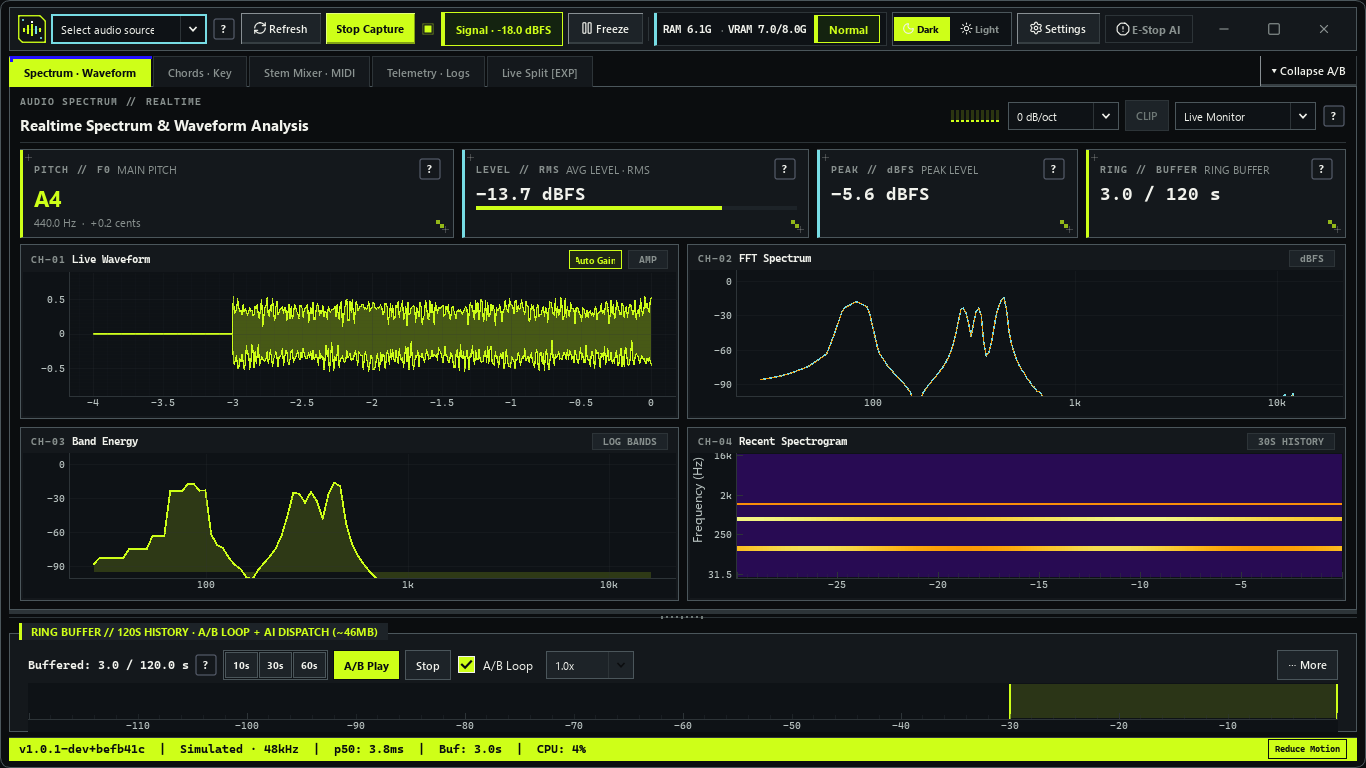 Select audio source ? Refresh Stop Capture Signal · -18.0 dBFS Freeze RAM 6.1G · VRAM 7.0/8.0G Normal Dark Light Settings E-Stop AI
Spectrum · Waveform Chords · Key Stem Mixer · MIDI Telemetry · Logs Live Split [EXP] ▾ Collapse A/B
AUDIO SPECTRUM // REALTIME
Realtime Spectrum & Waveform Analysis 0 dB/oct CLIP Live Monitor ?
PITCH // F0 MAIN PITCH ?
A4
440.0 Hz · +0.2 cents
LEVEL // RMS AVG LEVEL · RMS ?
−13.7 dBFS
PEAK // dBFS PEAK LEVEL ?
−5.6 dBFS
RING // BUFFER RING BUFFER ?
3.0 / 120 s
CH-01 Live Waveform Auto Gain AMP
0.5
0
−0.5
−4 −3.5 −3 −2.5 −2 −1.5 −1 −0.5 0
CH-02 FFT Spectrum dBFS
0
−30
−60
−90
100 1k 10k
CH-03 Band Energy LOG BANDS
0
−30
−60
−90
100 1k 10k
CH-04 Recent Spectrogram 30S HISTORY
Frequency (Hz)
16k
2k
250
31.5
−25 −20 −15 −10 −5
RING BUFFER // 120S HISTORY · A/B LOOP + AI DISPATCH (~46MB)
Buffered: 3.0 / 120.0 s ? 10s 30s 60s A/B Play Stop A/B Loop 1.0x ··· More
−110 −100 −90 −80 −70 −60 −50 −40 −30 −20 −10
v1.0.1-dev+befb41c | Simulated · 48kHz | p50: 3.8ms | Buf: 3.0s | CPU: 4% Reduce Motion